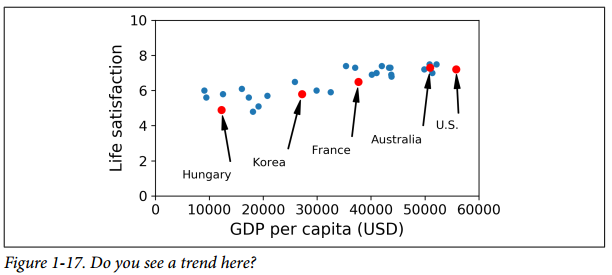 10
8
6
4
2
0
Life satisfaction
Hungary
Korea
France
Australia
U.S.
0 10000 20000 30000 40000 50000 60000
GDP per capita (USD)
Figure 1-17. Do you see a trend here?